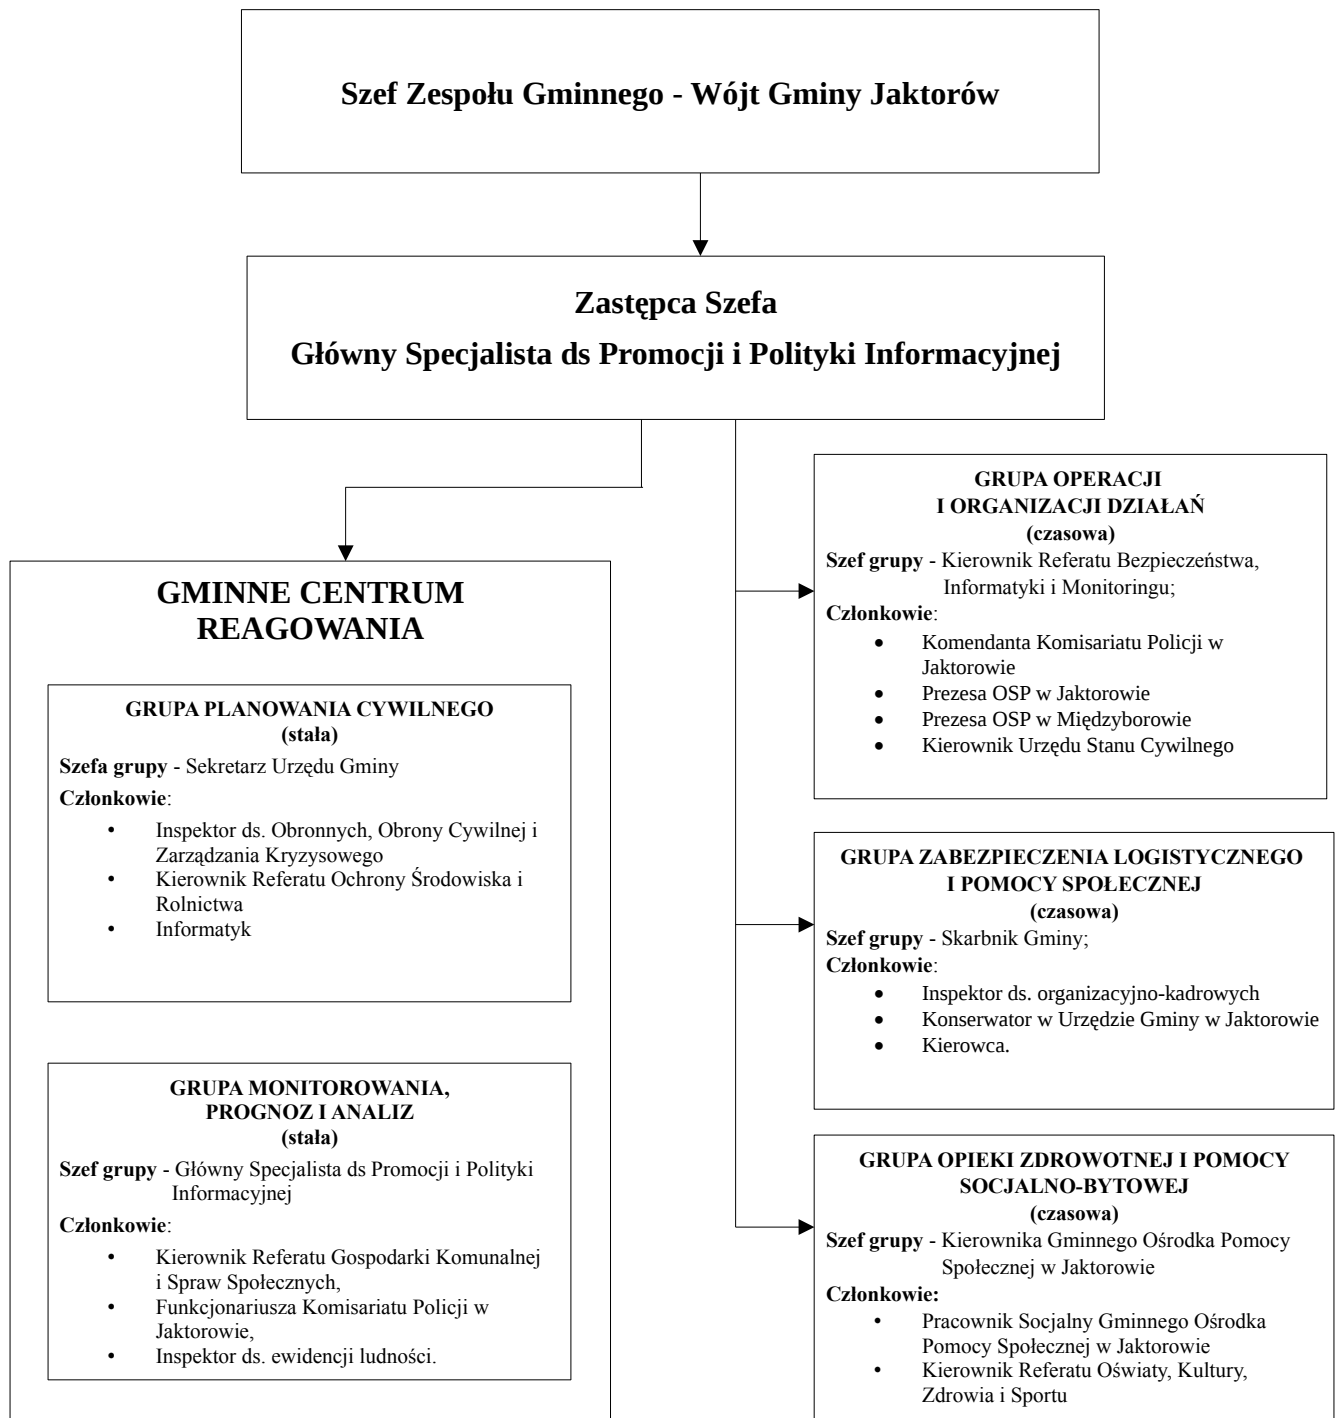 Szef Zespołu Gminnego - Wójt Gminy Jaktorów
Zastępca Szefa
Główny Specjalista ds Promocji i Polityki Informacyjnej
GMINNE CENTRUM
REAGOWANIA
GRUPA PLANOWANIA CYWILNEGO
(stała)
Szefa grupy - Sekretarz Urzędu Gminy
Członkowie:
• Inspektor ds. Obronnych, Obrony Cywilnej i
Zarządzania Kryzysowego
• Kierownik Referatu Ochrony Środowiska i
Rolnictwa
• Informatyk
GRUPA MONITOROWANIA,
PROGNOZ I ANALIZ
(stała)
Szef grupy - Główny Specjalista ds Promocji i Polityki
Informacyjnej
Członkowie:
• Kierownik Referatu Gospodarki Komunalnej
i Spraw Społecznych,
• Funkcjonariusza Komisariatu Policji w
Jaktorowie,
• Inspektor ds. ewidencji ludności.
GRUPA OPERACJI
I ORGANIZACJI DZIAŁAŃ
(czasowa)
Szef grupy - Kierownik Referatu Bezpieczeństwa,
Informatyki i Monitoringu;
Członkowie:
• Komendanta Komisariatu Policji w
Jaktorowie
• Prezesa OSP w Jaktorowie
• Prezesa OSP w Międzyborowie
• Kierownik Urzędu Stanu Cywilnego
GRUPA ZABEZPIECZENIA LOGISTYCZNEGO
I POMOCY SPOŁECZNEJ
(czasowa)
Szef grupy - Skarbnik Gminy;
Członkowie:
• Inspektor ds. organizacyjno-kadrowych
• Konserwator w Urzędzie Gminy w Jaktorowie
• Kierowca.
GRUPA OPIEKI ZDROWOTNEJ I POMOCY
SOCJALNO-BYTOWEJ
(czasowa)
Szef grupy - Kierownika Gminnego Ośrodka Pomocy
Społecznej w Jaktorowie
Członkowie:
• Pracownik Socjalny Gminnego Ośrodka
Pomocy Społecznej w Jaktorowie
• Kierownik Referatu Oświaty, Kultury,
Zdrowia i Sportu